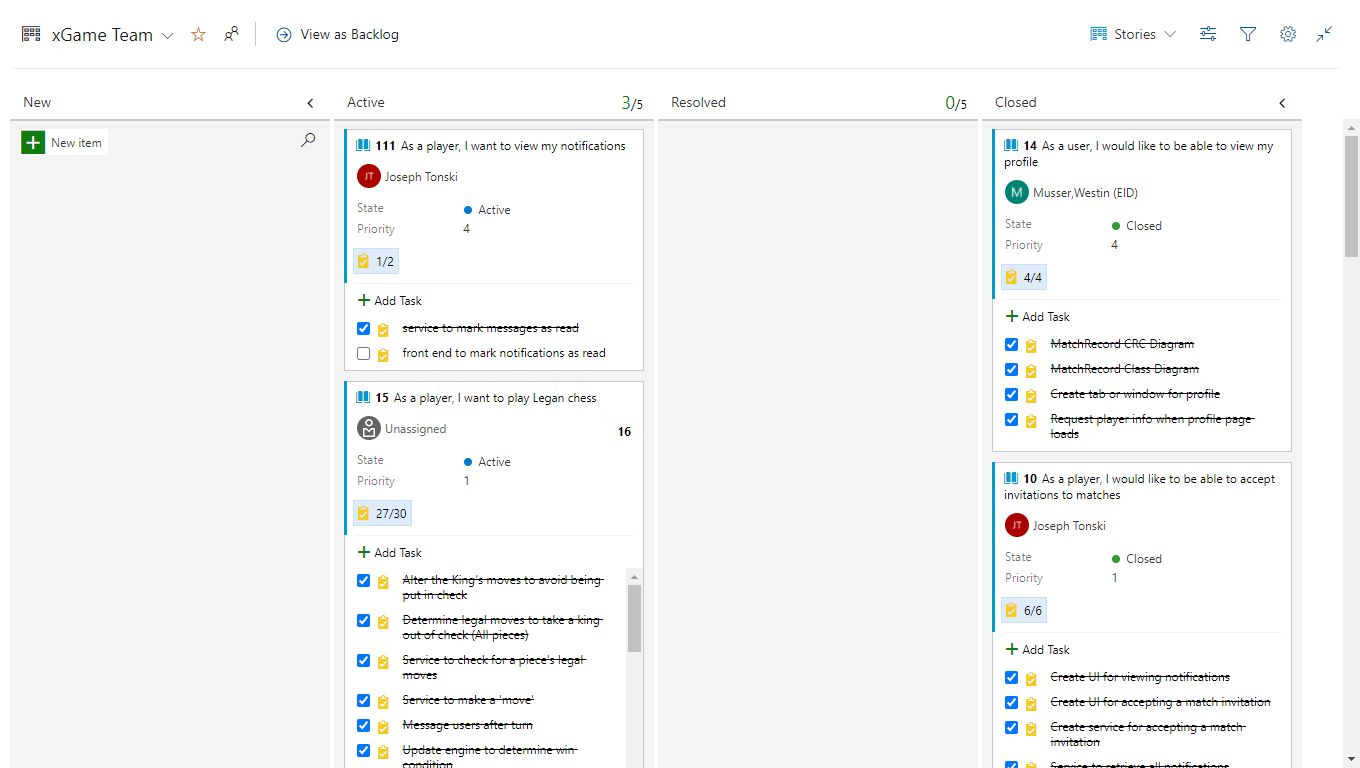 xGame Team
View as Backlog
Stories
New
Active
3/5
Resolved
0/5
Closed
New item
111 As a player, I want to view my notifications
JT Joseph Tonski
State Active
Priority 4
1/2
Add Task
service to mark messages as read
front end to mark notifications as read
15 As a player, I want to play Legan chess
Unassigned 16
State Active
Priority 1
27/30
Add Task
Alter the King's moves to avoid being
put in check
Determine legal moves to take a king
out of check (All pieces)
Service to check for a piece's legal
moves
Service to make a 'move'
Message users after turn
Update engine to determine win
condition
14 As a user, I would like to be able to view my
profile
M Musser,Westin (EID)
State Closed
Priority 4
4/4
Add Task
MatchRecord CRC Diagram
MatchRecord Class Diagram
Create tab or window for profile
Request player info when profile page
loads
10 As a player, I would like to be able to accept
invitations to matches
JT Joseph Tonski
State Closed
Priority 1
6/6
Add Task
Create UI for viewing notifications
Create UI for accepting a match invitation
Create service for accepting a match
invitation
Service to retrieve all notifications